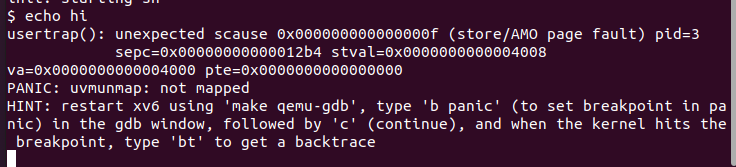 init: starting sh
$ echo hi
usertrap(): unexpected scause 0x000000000000000f (store/AMO page fault) pid=3
            sepc=0x00000000000012b4 stval=0x0000000000004008
va=0x0000000000004000 pte=0x0000000000000000
PANIC: uvmunmap: not mapped
HINT: restart xv6 using 'make qemu-gdb', type 'b panic' (to set breakpoint in pa
nic) in the gdb window, followed by 'c' (continue), and when the kernel hits the
 breakpoint, type 'bt' to get a backtrace